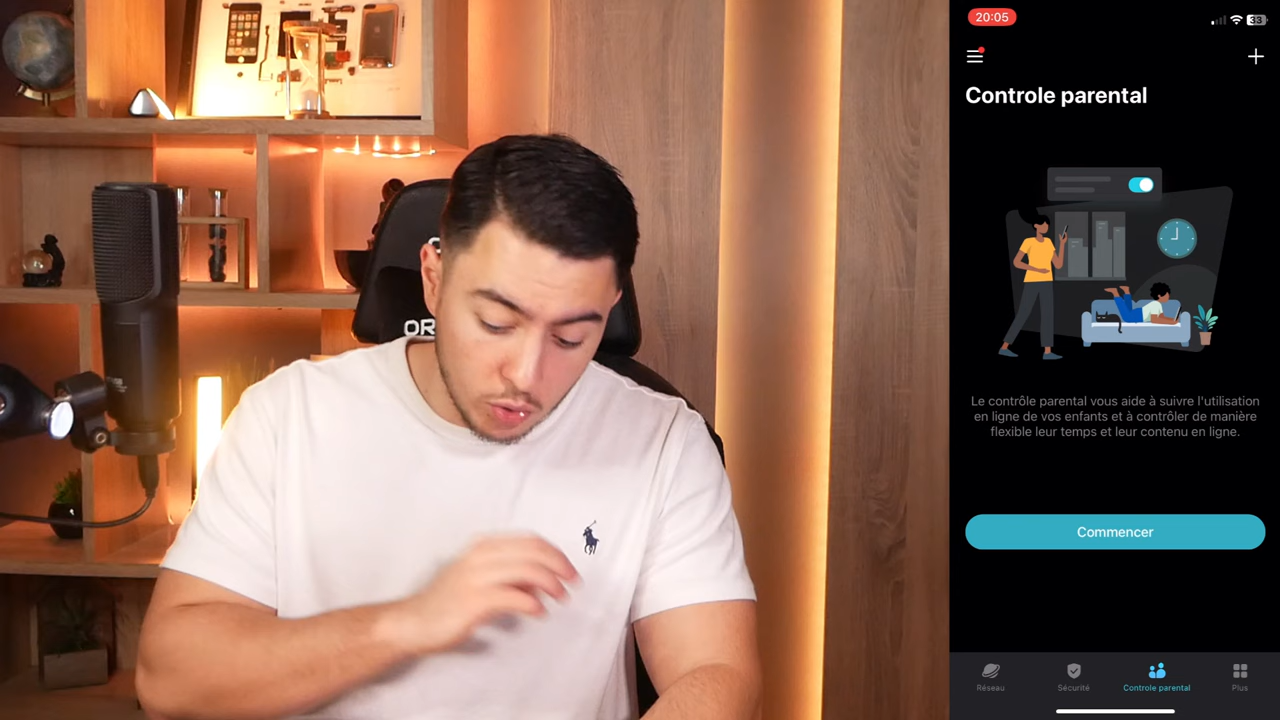 OR
20:05
33
Controle parental
Le contrôle parental vous aide à suivre l'utilisation
en ligne de vos enfants et à contrôler de manière
flexible leur temps et leur contenu en ligne.
Commencer
Réseau
Sécurité
Controle parental
Plus